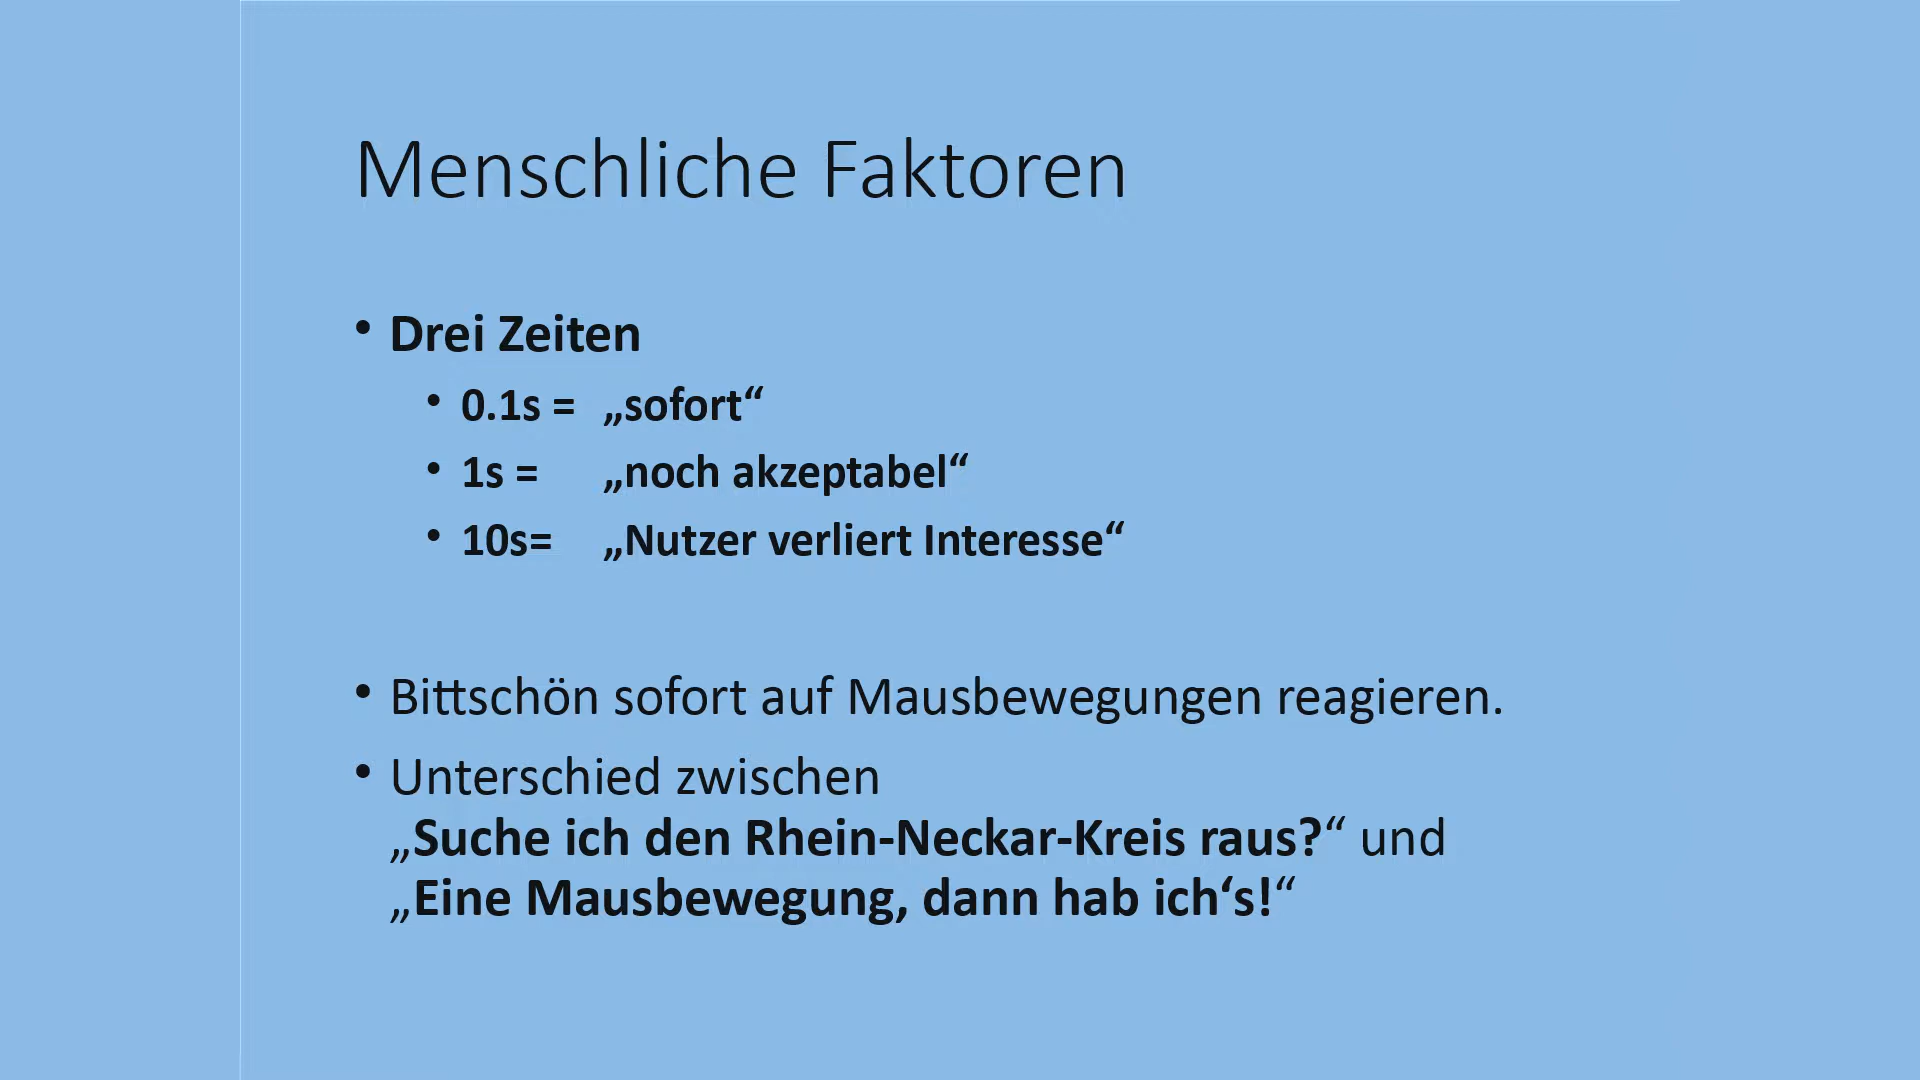 Menschliche Faktoren
• Drei Zeiten
• 0.1s = „sofort“
• 1s = „noch akzeptabel“
• 10s= „Nutzer verliert Interesse“
• Bittschön sofort auf Mausbewegungen reagieren.
• Unterschied zwischen
„Suche ich den Rhein-Neckar-Kreis raus?“ und
„Eine Mausbewegung, dann hab ich‘s!“